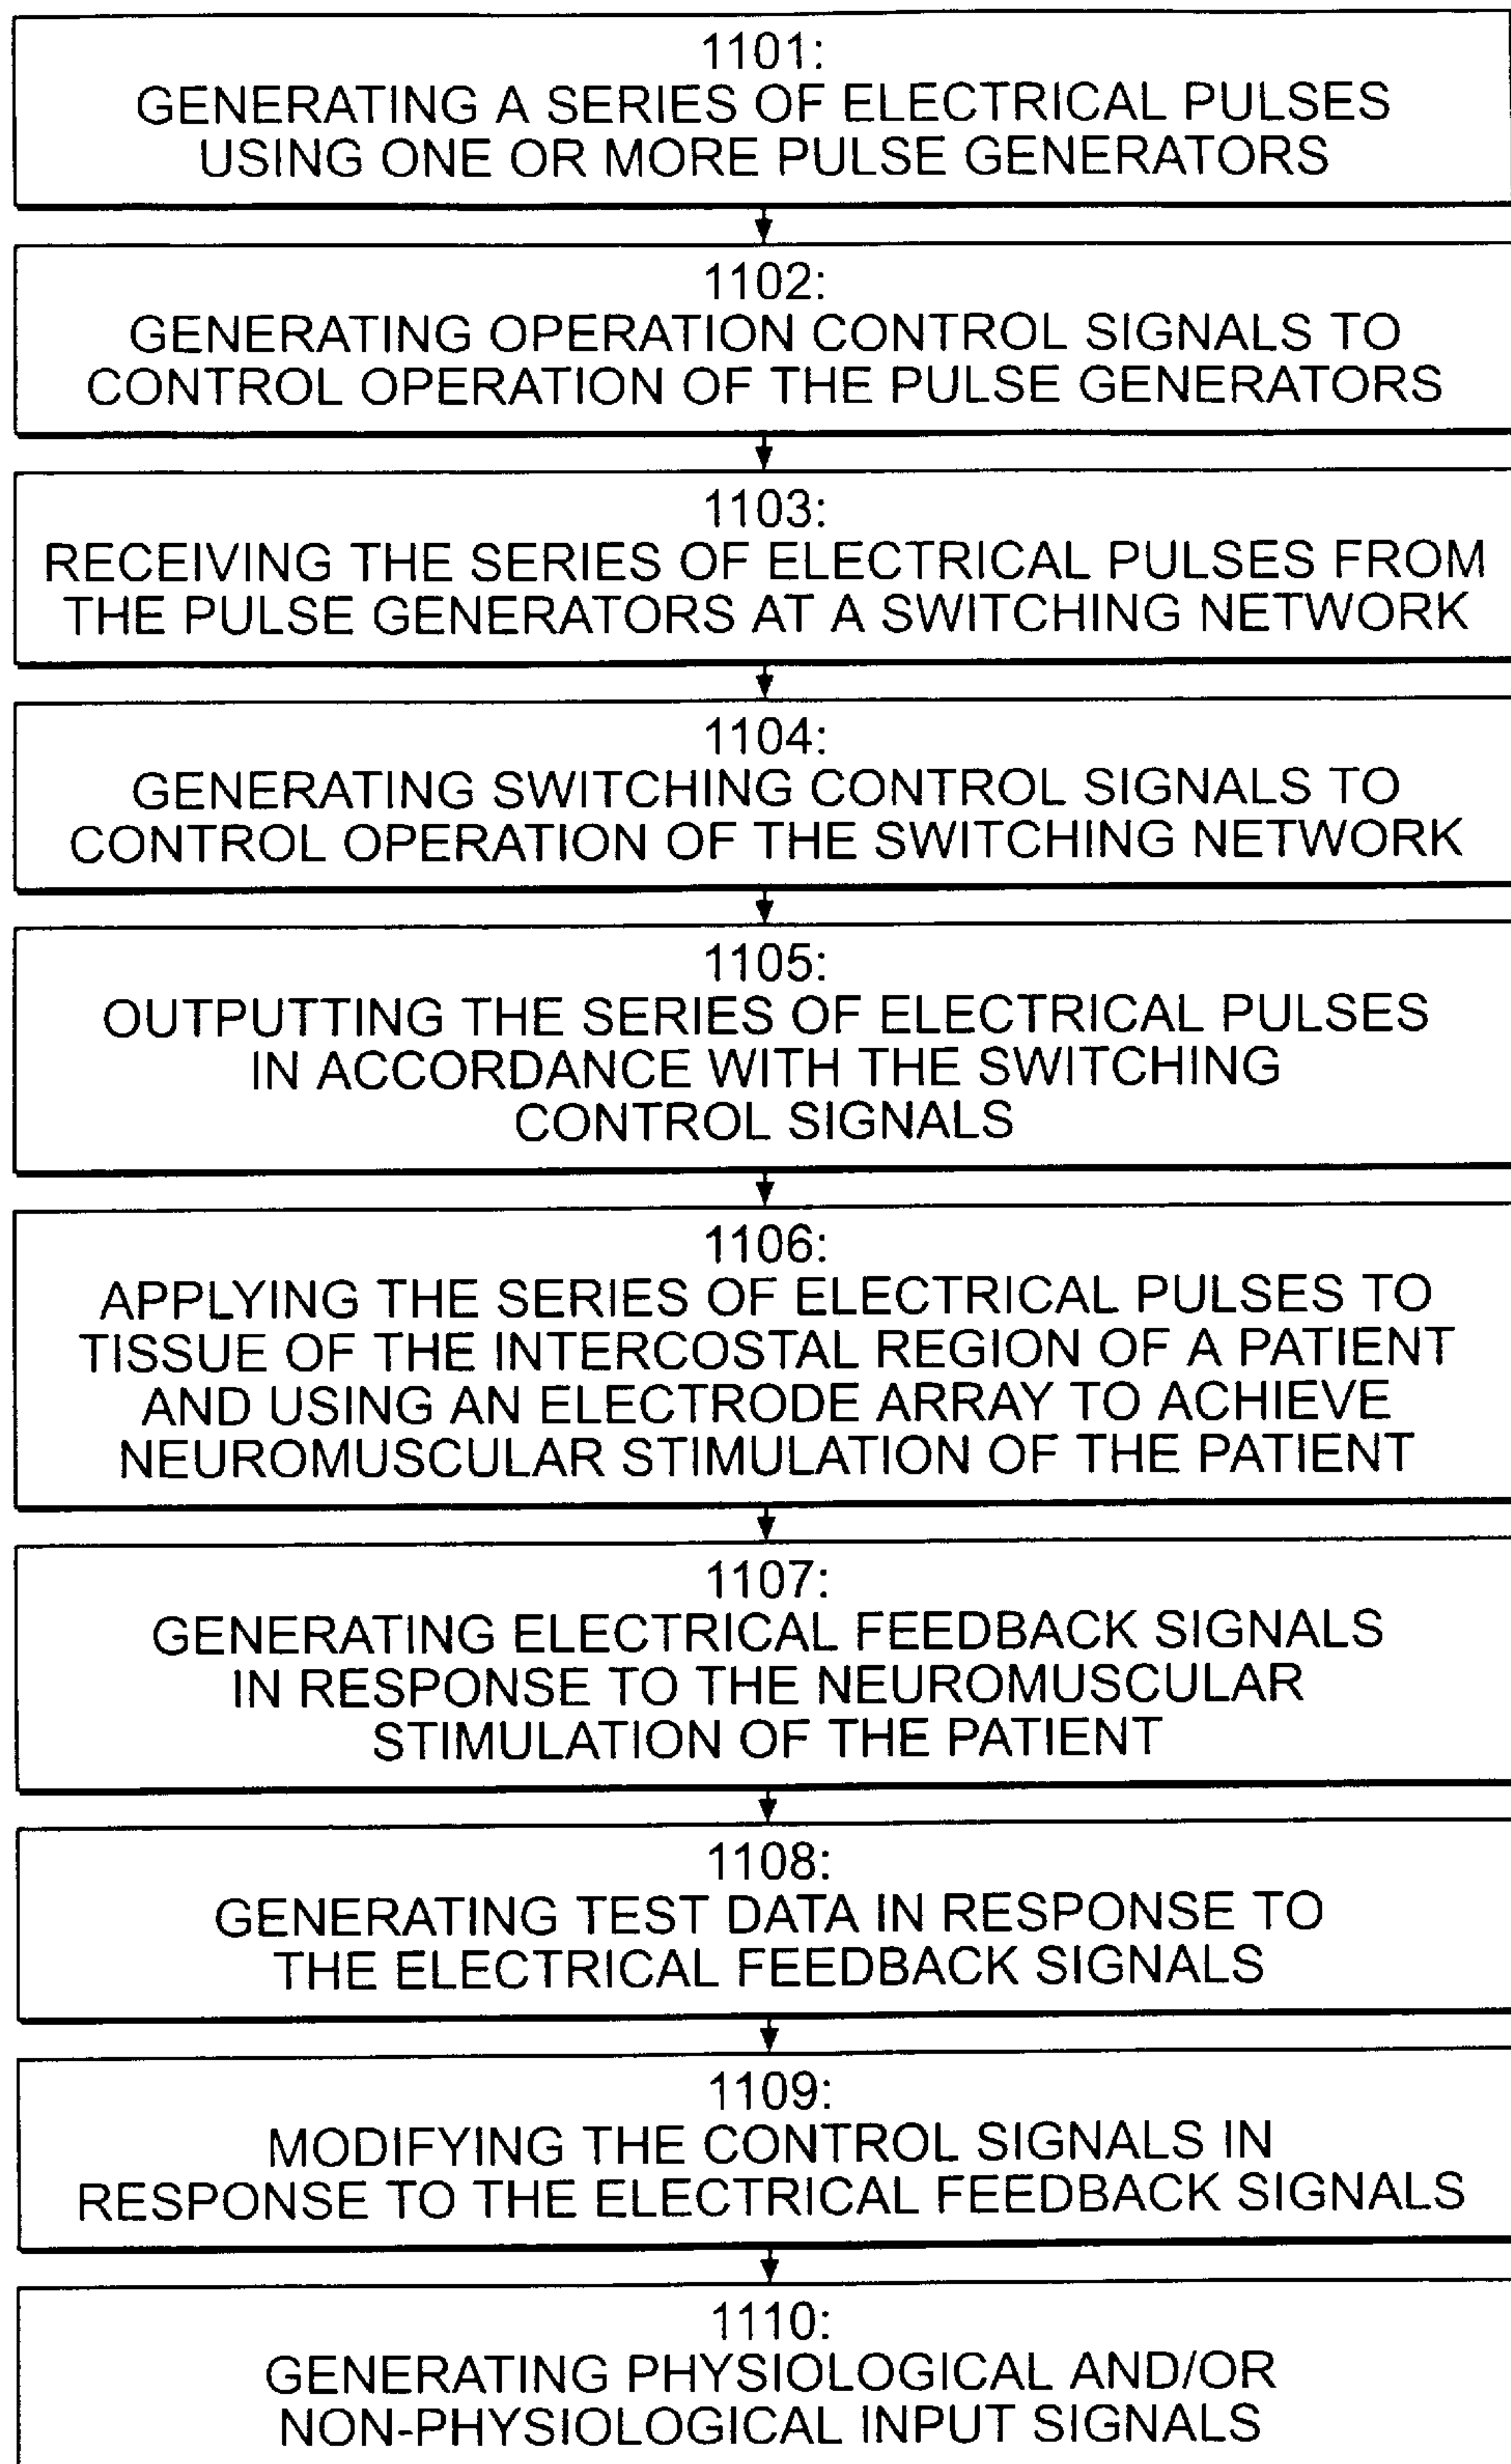 1101:
GENERATING A SERIES OF ELECTRICAL PULSES
USING ONE OR MORE PULSE GENERATORS
1102:
GENERATING OPERATION CONTROL SIGNALS TO
CONTROL OPERATION OF THE PULSE GENERATORS
1103:
RECEIVING THE SERIES OF ELECTRICAL PULSES FROM
THE PULSE GENERATORS AT A SWITCHING NETWORK
1104:
GENERATING SWITCHING CONTROL SIGNALS TO
CONTROL OPERATION OF THE SWITCHING NETWORK
1105:
OUTPUTTING THE SERIES OF ELECTRICAL PULSES
IN ACCORDANCE WITH THE SWITCHING
CONTROL SIGNALS
1106:
APPLYING THE SERIES OF ELECTRICAL PULSES TO
TISSUE OF THE INTERCOSTAL REGION OF A PATIENT
AND USING AN ELECTRODE ARRAY TO ACHIEVE
NEUROMUSCULAR STIMULATION OF THE PATIENT
1107:
GENERATING ELECTRICAL FEEDBACK SIGNALS
IN RESPONSE TO THE NEUROMUSCULAR
STIMULATION OF THE PATIENT
1108:
GENERATING TEST DATA IN RESPONSE TO
THE ELECTRICAL FEEDBACK SIGNALS
1109:
MODIFYING THE CONTROL SIGNALS IN
RESPONSE TO THE ELECTRICAL FEEDBACK SIGNALS
1110:
GENERATING PHYSIOLOGICAL AND/OR
NON-PHYSIOLOGICAL INPUT SIGNALS